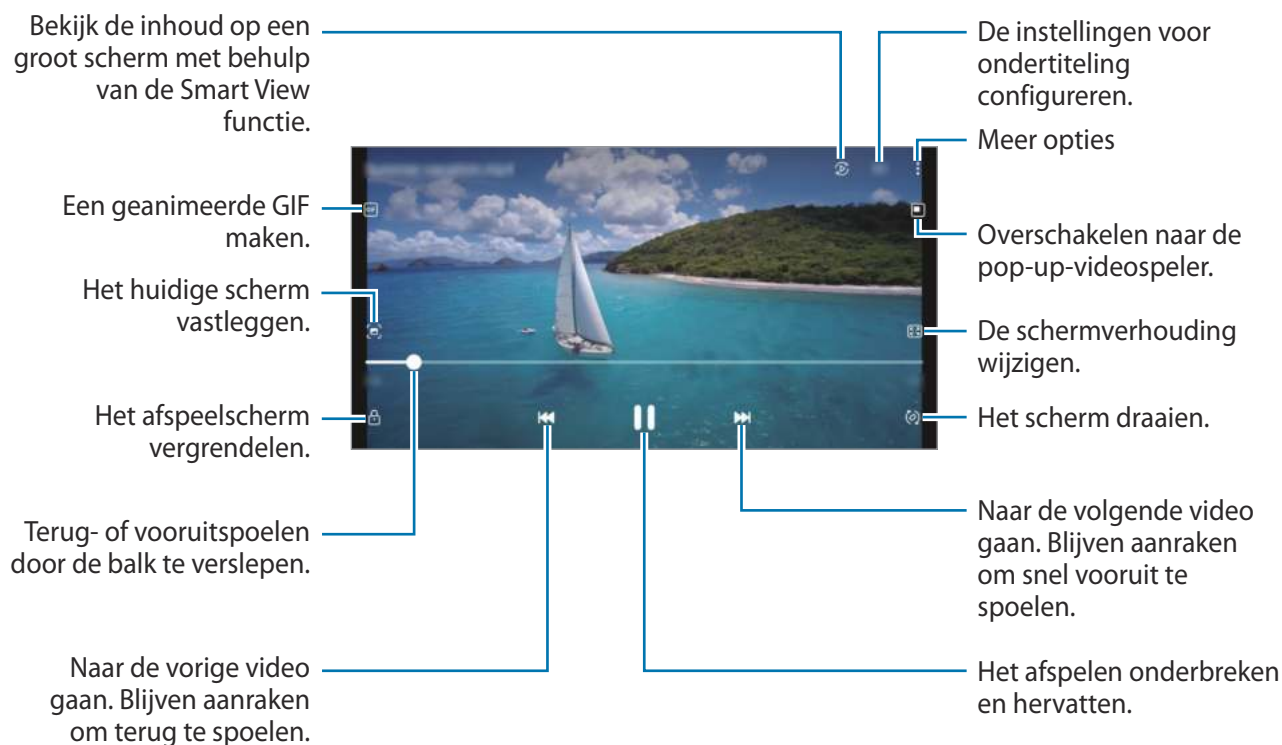 Bekijk de inhoud op een
groot scherm met behulp
van de Smart View
functie.
Een geanimeerde GIF
maken.
Het huidige scherm
vastleggen.
Het afspeelscherm
vergrendelen.
Terug- of vooruitspoelen
door de balk te verslepen.
Naar de vorige video
gaan. Blijven aanraken
om terug te spoelen.
De instellingen voor
ondertiteling
configureren.
Meer opties
Overschakelen naar de
pop-up-videospeler.
De schermverhouding
wijzigen.
Het scherm draaien.
Naar de volgende video
gaan. Blijven aanraken
om snel vooruit te
spoelen.
Het afspelen onderbreken
en hervatten.
GIF